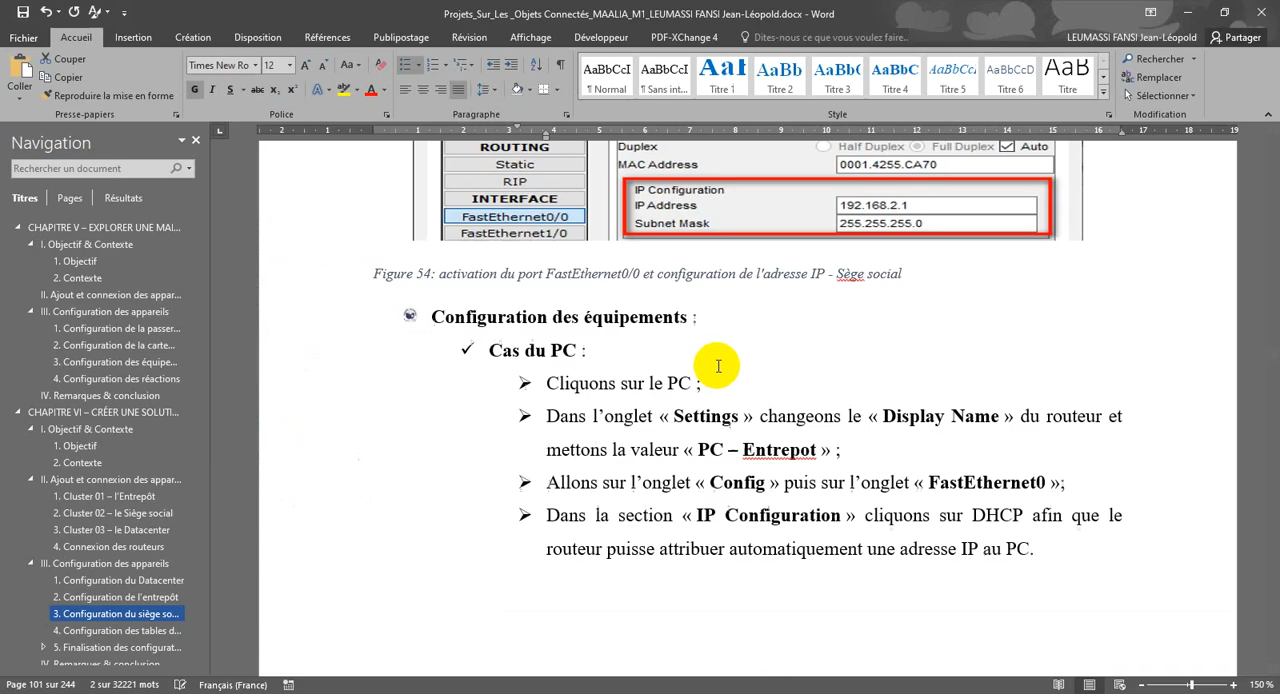 Projets_Sur_Les _Objets Connectés_MAALIA_M1_LEUMASSI FANSI Jean-Léopold.docx - Word
Fichier Accueil Insertion Création Disposition Références Publipostage Révision Affichage Développeur PDF-XChange 4 Dites-nous ce que vous voulez faire.. LEUMASSI FANSI Jean-Léopold Partager
Coller
Couper
Copier
Reproduire la mise en forme
Presse-papiers
Times New Ro 12
Police
Paragraphe
AaBbCcI AaBbCcI AaBl AaBb AaBb( AaBbC AaBbCc AaBbCcD AaBb
¶ Normal ¶ Sans int... Titre 1 Titre 2 Titre 3 Titre 4 Titre 5 Titre 6 Titre
Style
Rechercher
Remplacer
Sélectionner
Modification
Navigation
Rechercher un document
Titres Pages Résultats
CHAPITRE V – EXPLORER UNE MAI...
I. Objectif & Contexte
1. Objectif
2. Contexte
II. Ajout et connexion des appar...
III. Configuration des appareils
1. Configuration de la passer...
2. Configuration de la carte...
3. Configuration des équipe...
4. Configuration des réactions
IV. Remarques & conclusion
CHAPITRE VI – CRÉER UNE SOLUTI...
I. Objectif & Contexte
1. Objectif
2. Contexte
II. Ajout et connexion des appar...
1. Cluster 01 – l'Entrepôt
2. Cluster 02 – le Siège social
3. Cluster 03 – le Datacenter
4. Connexion des routeurs
III. Configuration des appareils
1. Configuration du Datacenter
2. Configuration de l'entrepôt
3. Configuration du siège so...
4. Configuration des tables d...
5. Finalisation des configurat...
IV. Remarques & conclusion
ROUTING
Static
RIP
INTERFACE
FastEthernet0/0
FastEthernet1/0
Duplex Half Duplex Full Duplex Auto
MAC Address 0001.4255.CA70
IP Configuration
IP Address 192.168.2.1
Subnet Mask 255.255.255.0
Figure 54: activation du port FastEthernet0/0 et configuration de l'adresse IP - Sège social
Configuration des équipements :
✓ Cas du PC :
➢ Cliquons sur le PC ;
➢ Dans l'onglet « Settings » changeons le « Display Name » du routeur et
mettons la valeur « PC – Entrepot » ;
➢ Allons sur l'onglet « Config » puis sur l'onglet « FastEthernet0 »;
➢ Dans la section « IP Configuration » cliquons sur DHCP afin que le
routeur puisse attribuer automatiquement une adresse IP au PC.
Page 101 sur 244 2 sur 32221 mots Français (France) 150 %